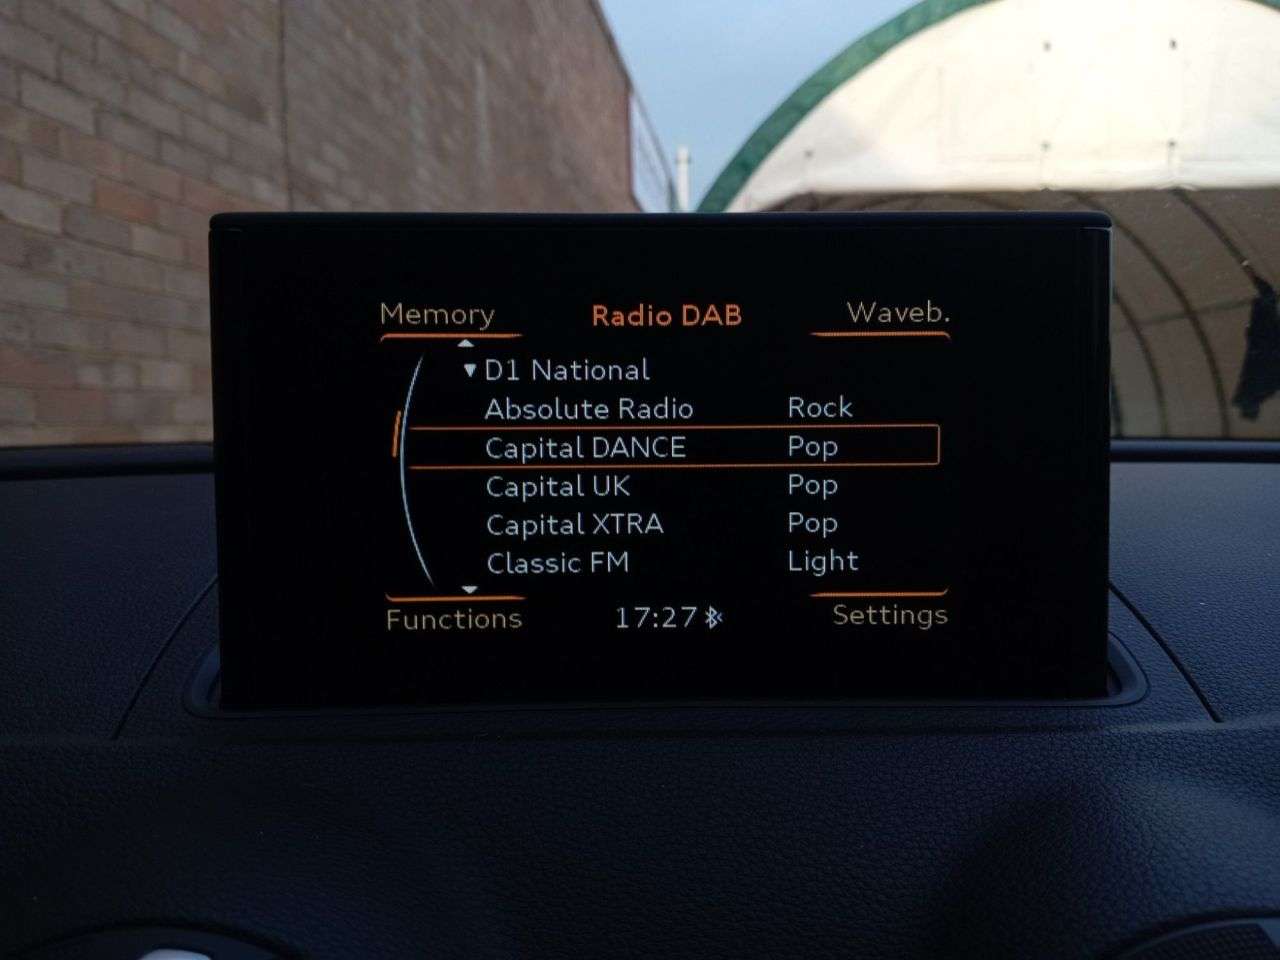 Memory Radio DAB Waveb.
D1 National
Absolute Radio Rock
Capital DANCE Pop
Capital UK Pop
Capital XTRA Pop
Classic FM Light
Functions 17:27 Settings